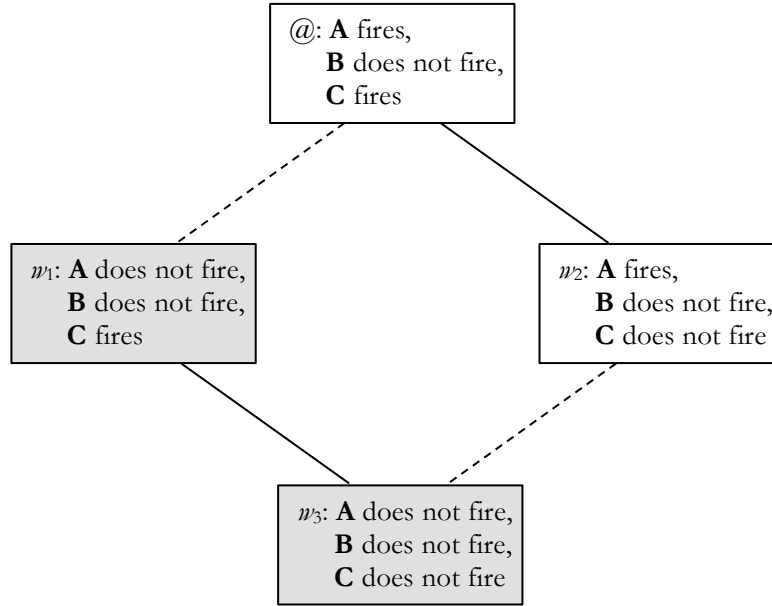 @: A fires,
B does not fire,
C fires
w₁: A does not fire,
B does not fire,
C fires
w₂: A fires,
B does not fire,
C does not fire
w₃: A does not fire,
B does not fire,
C does not fire